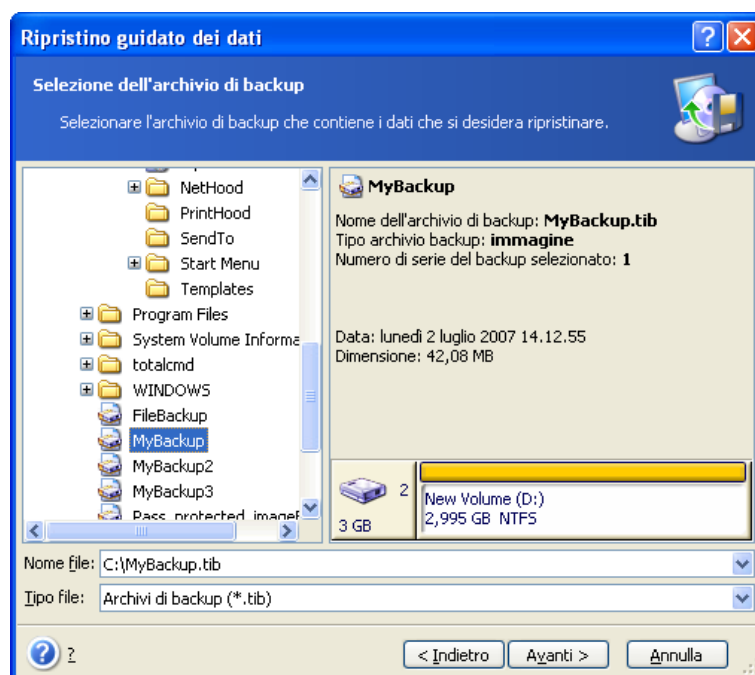 Ripristino guidato dei dati
Selezione dell'archivio di backup
Selezionare l'archivio di backup che contiene i dati che si desidera ripristinare.
NetHood
PrintHood
SendTo
Start Menu
Templates
Program Files
System Volume Informa
totalcmd
WINDOWS
FileBackup
MyBackup
MyBackup2
MyBackup3
Pass_protected_image
MyBackup
Nome dell'archivio di backup: MyBackup.tib
Tipo archivio backup: immagine
Numero di serie del backup selezionato: 1
Data: lunedì 2 luglio 2007 14.12.55
Dimensione: 42,08 MB
2
3 GB
New Volume (D:)
2,995 GB NTFS
Nome file: C:\MyBackup.tib
Tipo file: Archivi di backup (*.tib)
?
< Indietro
Avanti >
Annulla